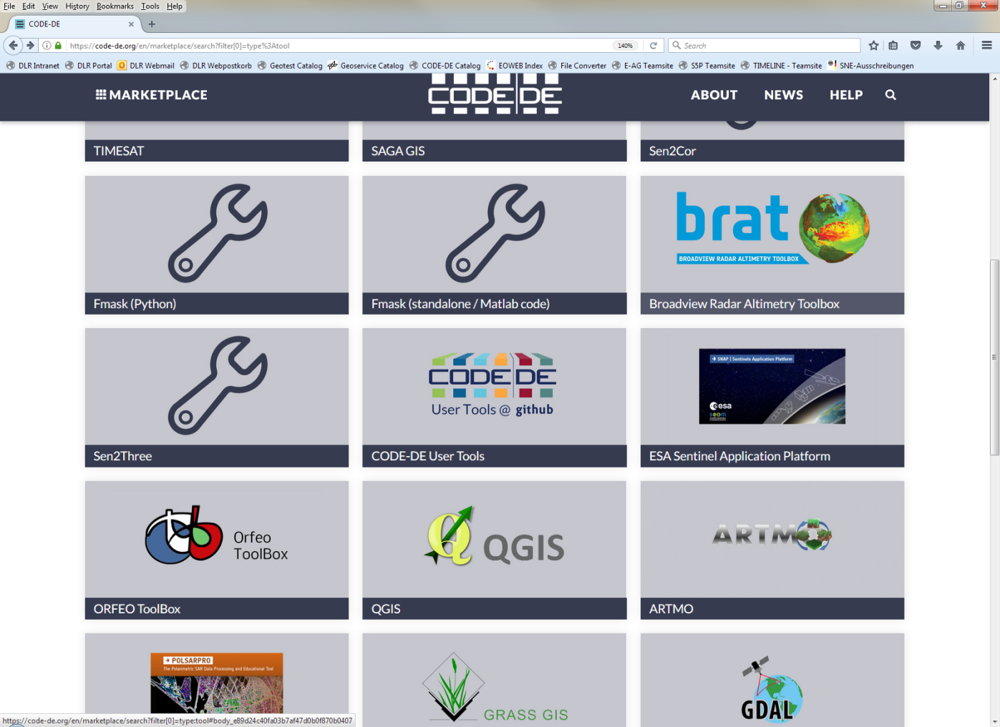 File Edit View History Bookmarks Tools Help
CODE-DE
https://code-de.org/en/marketplace/search?filter[0]=type%3Atool 140% Search
DLR Intranet DLR Portal DLR Webmail DLR Webpostkorb Geotest Catalog Geoservice Catalog CODE-DE Catalog EOWEB Index File Converter E-AG Teamsite S5P Teamsite TIMELINE - Teamsite SNE-Ausschreibungen
MARKETPLACE CODE DE ABOUT NEWS HELP
TIMESAT SAGA GIS Sen2Cor
brat
BROADVIEW RADAR ALTIMETRY TOOLBOX
Fmask (Python) Fmask (standalone / Matlab code) Broadview Radar Altimetry Toolbox
SNAP | Sentinels Application Platform
CODE DE
User Tools @ github
esa
seom
Sen2Three CODE-DE User Tools ESA Sentinel Application Platform
Orfeo
ToolBox
QGIS
ARTMO
ORFEO ToolBox QGIS ARTMO
POLSARPRO
The Polarimetric SAR Data Processing and Educational Tool
GRASS GIS
GDAL
https://code-de.org/en/marketplace/search?filter[0]=type:tool#body_e89d24c40fa03b7af47d0b0f870b0407